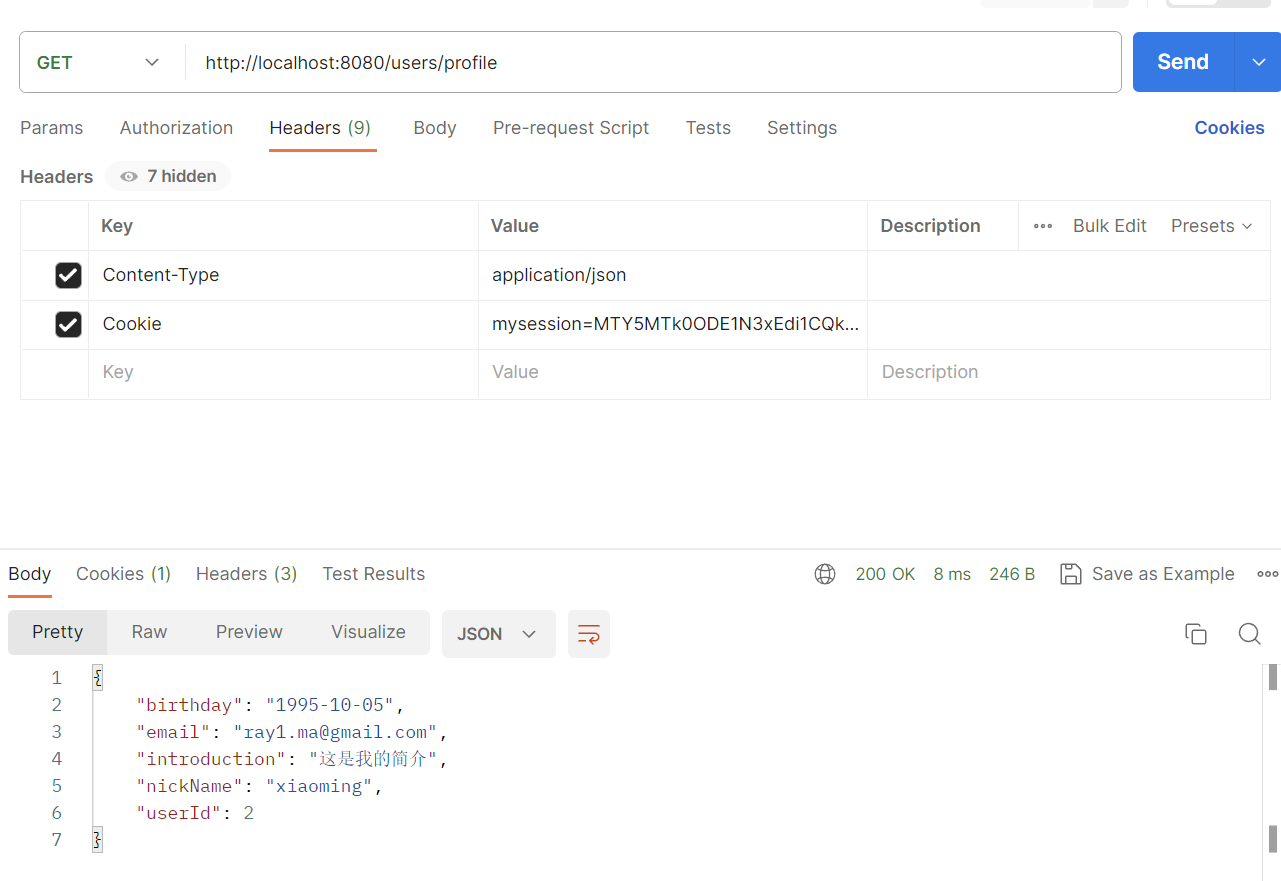 GET http://localhost:8080/users/profile Send
Params Authorization Headers (9) Body Pre-request Script Tests Settings Cookies
Headers 7 hidden
Key Value Description Bulk Edit Presets
Content-Type application/json
Cookie mysession=MTY5MTk0ODE1N3xEdi1CQk...
Key Value Description
Body Cookies (1) Headers (3) Test Results 200 OK 8 ms 246 B Save as Example
Pretty Raw Preview Visualize JSON
1 {
2 "birthday": "1995-10-05",
3 "email": "ray1.ma@gmail.com",
4 "introduction": "这是我的简介",
5 "nickName": "xiaoming",
6 "userId": 2
7 }